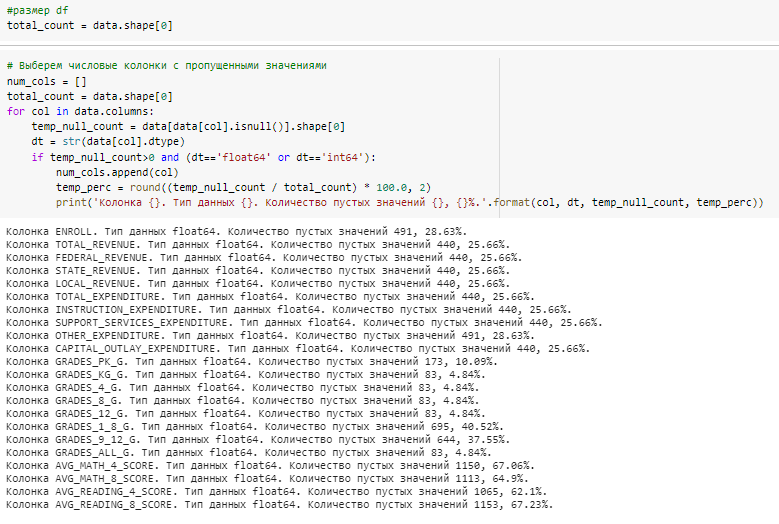 #размер df
total_count = data.shape[0]
# Выберем числовые колонки с пропущенными значениями
num_cols = []
total_count = data.shape[0]
for col in data.columns:
    temp_null_count = data[data[col].isnull()].shape[0]
    dt = str(data[col].dtype)
    if temp_null_count>0 and (dt=='float64' or dt=='int64'):
        num_cols.append(col)
        temp_perc = round((temp_null_count / total_count) * 100.0, 2)
        print('Колонка {}. Тип данных {}. Количество пустых значений {}, {}%.'.format(col, dt, temp_null_count, temp_perc))
Колонка ENROLL. Тип данных float64. Количество пустых значений 491, 28.63%.
Колонка TOTAL_REVENUE. Тип данных float64. Количество пустых значений 440, 25.66%.
Колонка FEDERAL_REVENUE. Тип данных float64. Количество пустых значений 440, 25.66%.
Колонка STATE_REVENUE. Тип данных float64. Количество пустых значений 440, 25.66%.
Колонка LOCAL_REVENUE. Тип данных float64. Количество пустых значений 440, 25.66%.
Колонка TOTAL_EXPENDITURE. Тип данных float64. Количество пустых значений 440, 25.66%.
Колонка INSTRUCTION_EXPENDITURE. Тип данных float64. Количество пустых значений 440, 25.66%.
Колонка SUPPORT_SERVICES_EXPENDITURE. Тип данных float64. Количество пустых значений 440, 25.66%.
Колонка OTHER_EXPENDITURE. Тип данных float64. Количество пустых значений 491, 28.63%.
Колонка CAPITAL_OUTLAY_EXPENDITURE. Тип данных float64. Количество пустых значений 440, 25.66%.
Колонка GRADES_PK_G. Тип данных float64. Количество пустых значений 173, 10.09%.
Колонка GRADES_KG_G. Тип данных float64. Количество пустых значений 83, 4.84%.
Колонка GRADES_4_G. Тип данных float64. Количество пустых значений 83, 4.84%.
Колонка GRADES_8_G. Тип данных float64. Количество пустых значений 83, 4.84%.
Колонка GRADES_12_G. Тип данных float64. Количество пустых значений 83, 4.84%.
Колонка GRADES_1_8_G. Тип данных float64. Количество пустых значений 695, 40.52%.
Колонка GRADES_9_12_G. Тип данных float64. Количество пустых значений 644, 37.55%.
Колонка GRADES_ALL_G. Тип данных float64. Количество пустых значений 83, 4.84%.
Колонка AVG_MATH_4_SCORE. Тип данных float64. Количество пустых значений 1150, 67.06%.
Колонка AVG_MATH_8_SCORE. Тип данных float64. Количество пустых значений 1113, 64.9%.
Колонка AVG_READING_4_SCORE. Тип данных float64. Количество пустых значений 1065, 62.1%.
Колонка AVG_READING_8_SCORE. Тип данных float64. Количество пустых значений 1153, 67.23%.